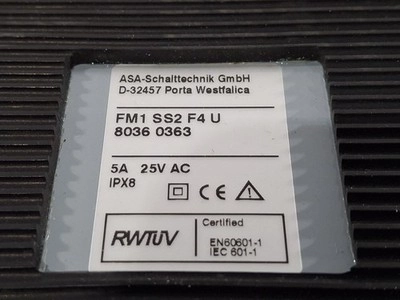 ASA-Schalttechnik GmbH
D-32457 Porta Westfalica
FM1 SS2 F4 U
8036 0363
5A 25V AC
IPX8
CE
RWTÜV
Certified
EN60601-1
IEC 601-1